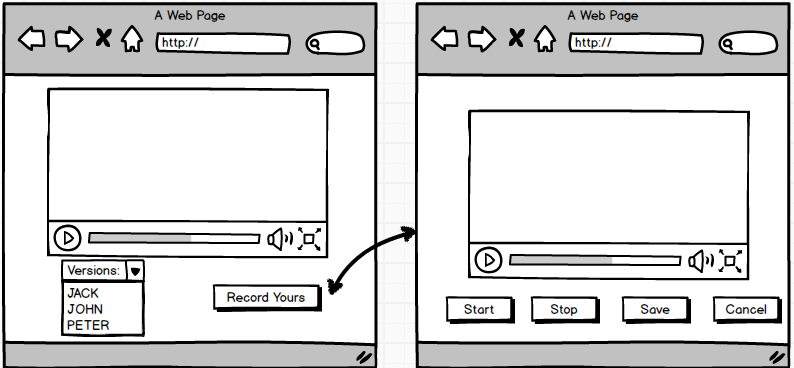 A Web Page
http://
Versions:
JACK
JOHN
PETER
Record Yours
A Web Page
http://
Start
Stop
Save
Cancel